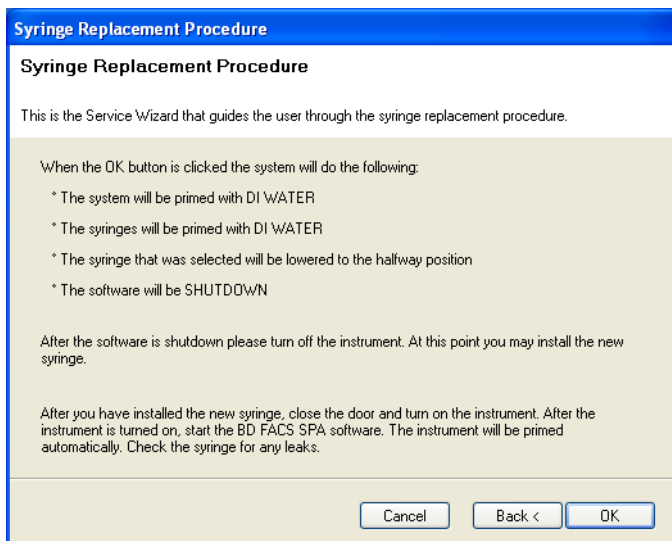 Syringe Replacement Procedure
Syringe Replacement Procedure
This is the Service Wizard that guides the user through the syringe replacement procedure.
When the OK button is clicked the system will do the following:
* The system will be primed with DI WATER
* The syringes will be primed with DI WATER
* The syringe that was selected will be lowered to the halfway position
* The software will be SHUTDOWN
After the software is shutdown please turn off the instrument. At this point you may install the new
syringe.
After you have installed the new syringe, close the door and turn on the instrument. After the
instrument is turned on, start the BD FACS SPA software. The instrument will be primed
automatically. Check the syringe for any leaks.
Cancel
Back <
OK